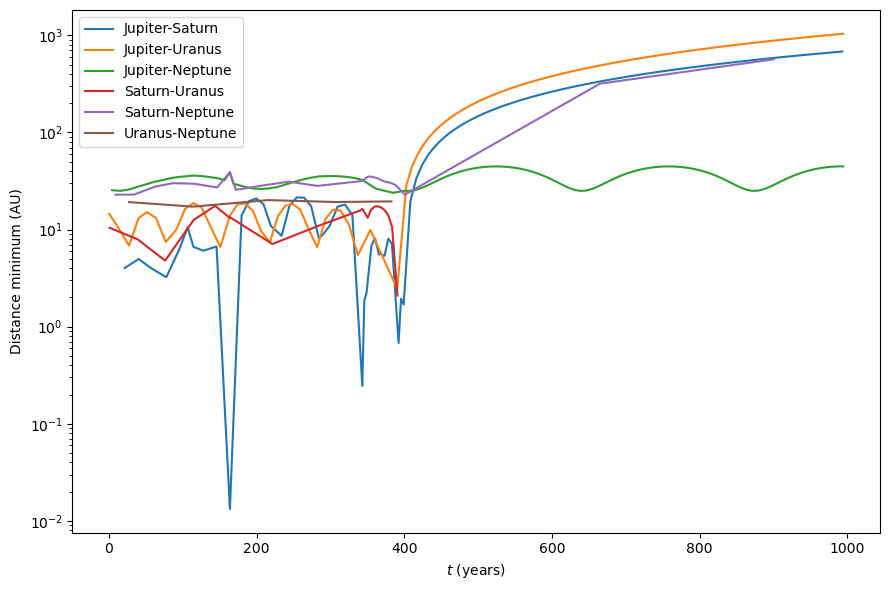 Jupiter-Saturn
Jupiter-Uranus
Jupiter-Neptune
Saturn-Uranus
Saturn-Neptune
Uranus-Neptune
Distance minimum (AU)
10³
10²
10¹
10⁰
10⁻¹
10⁻²
0 200 400 600 800 1000
t (years)